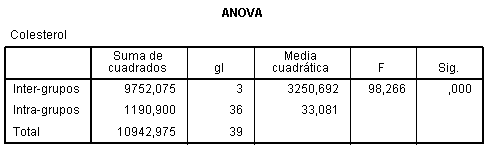 ANOVA
Colesterol
Suma de cuadrados gl Media cuadrática F Sig.
Inter-grupos 9752,075 3 3250,692 98,266 ,000
Intra-grupos 1190,900 36 33,081
Total 10942,975 39